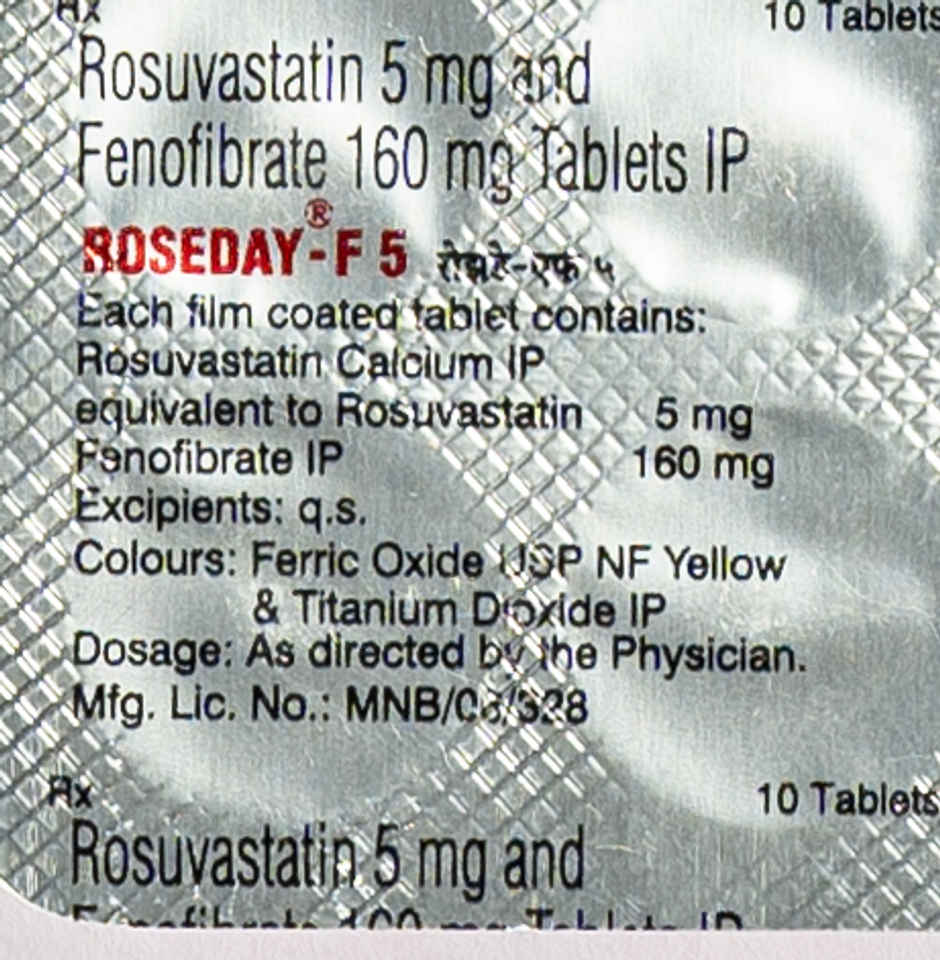 Rx 10 Tablets
Rosuvastatin 5 mg and
Fenofibrate 160 mg Tablets IP
ROSEDAY®-F 5 रोज़डे-एफ ५
Each film coated tablet contains:
Rosuvastatin Calcium IP
equivalent to Rosuvastatin 5 mg
Fenofibrate IP 160 mg
Excipients: q.s.
Colours: Ferric Oxide USP NF Yellow
& Titanium Dioxide IP
Dosage: As directed by the Physician.
Mfg. Lic. No.:
Rx 10 Tablets
Rosuvastatin 5 mg and